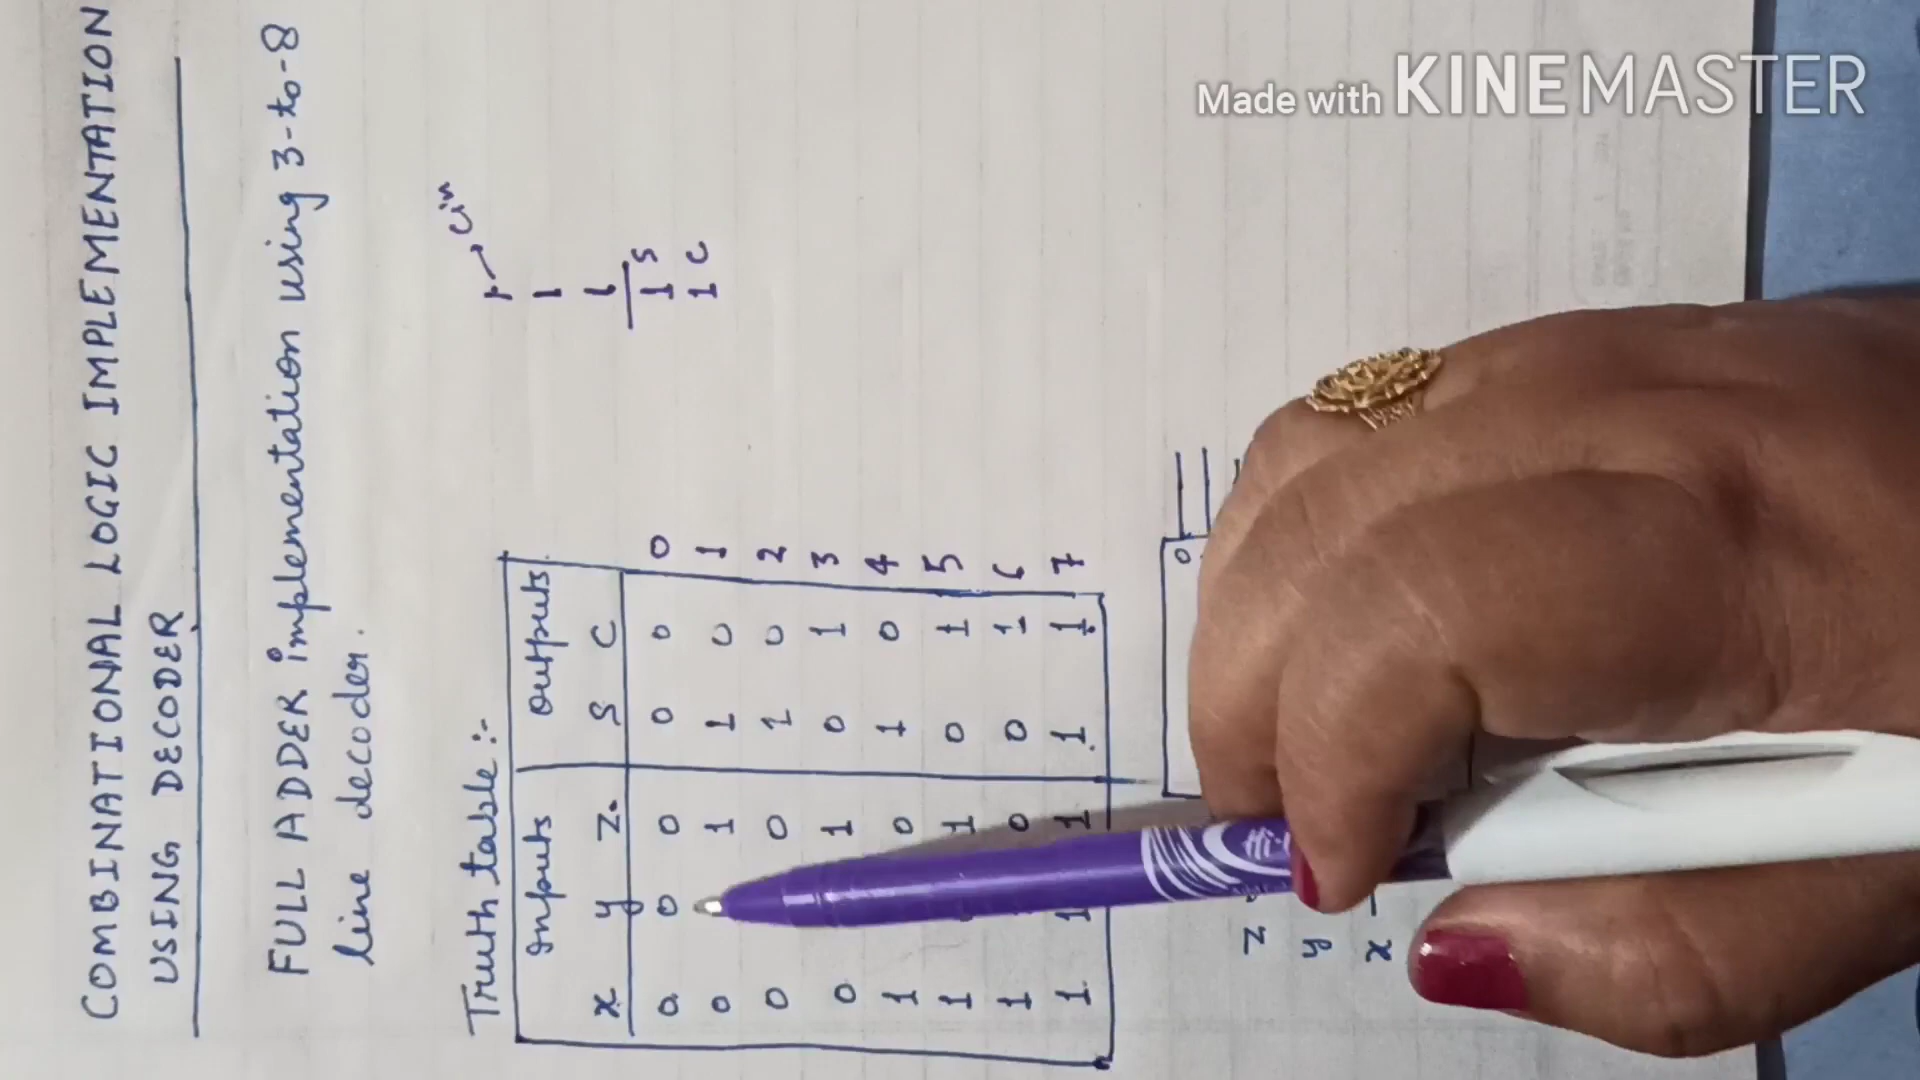 Made with KINEMASTER
COMBINATIONAL LOGIC IMPLEMENTATION
USING DECODER
FULL ADDER implementation using 3-to-8
line decoder.
1→Cin
1
1
1 S
1 C
Truth table :-
Inputs Outputs
x y z S C
0 0 0 0 0 0
0 1 1 0 1
0 0 1 0 2
0 1 0 1 3
1 0 1 0 4
1 1 0 1 5
1 0 0 1 6
1 1 1 1 1 7
0
z
y
x